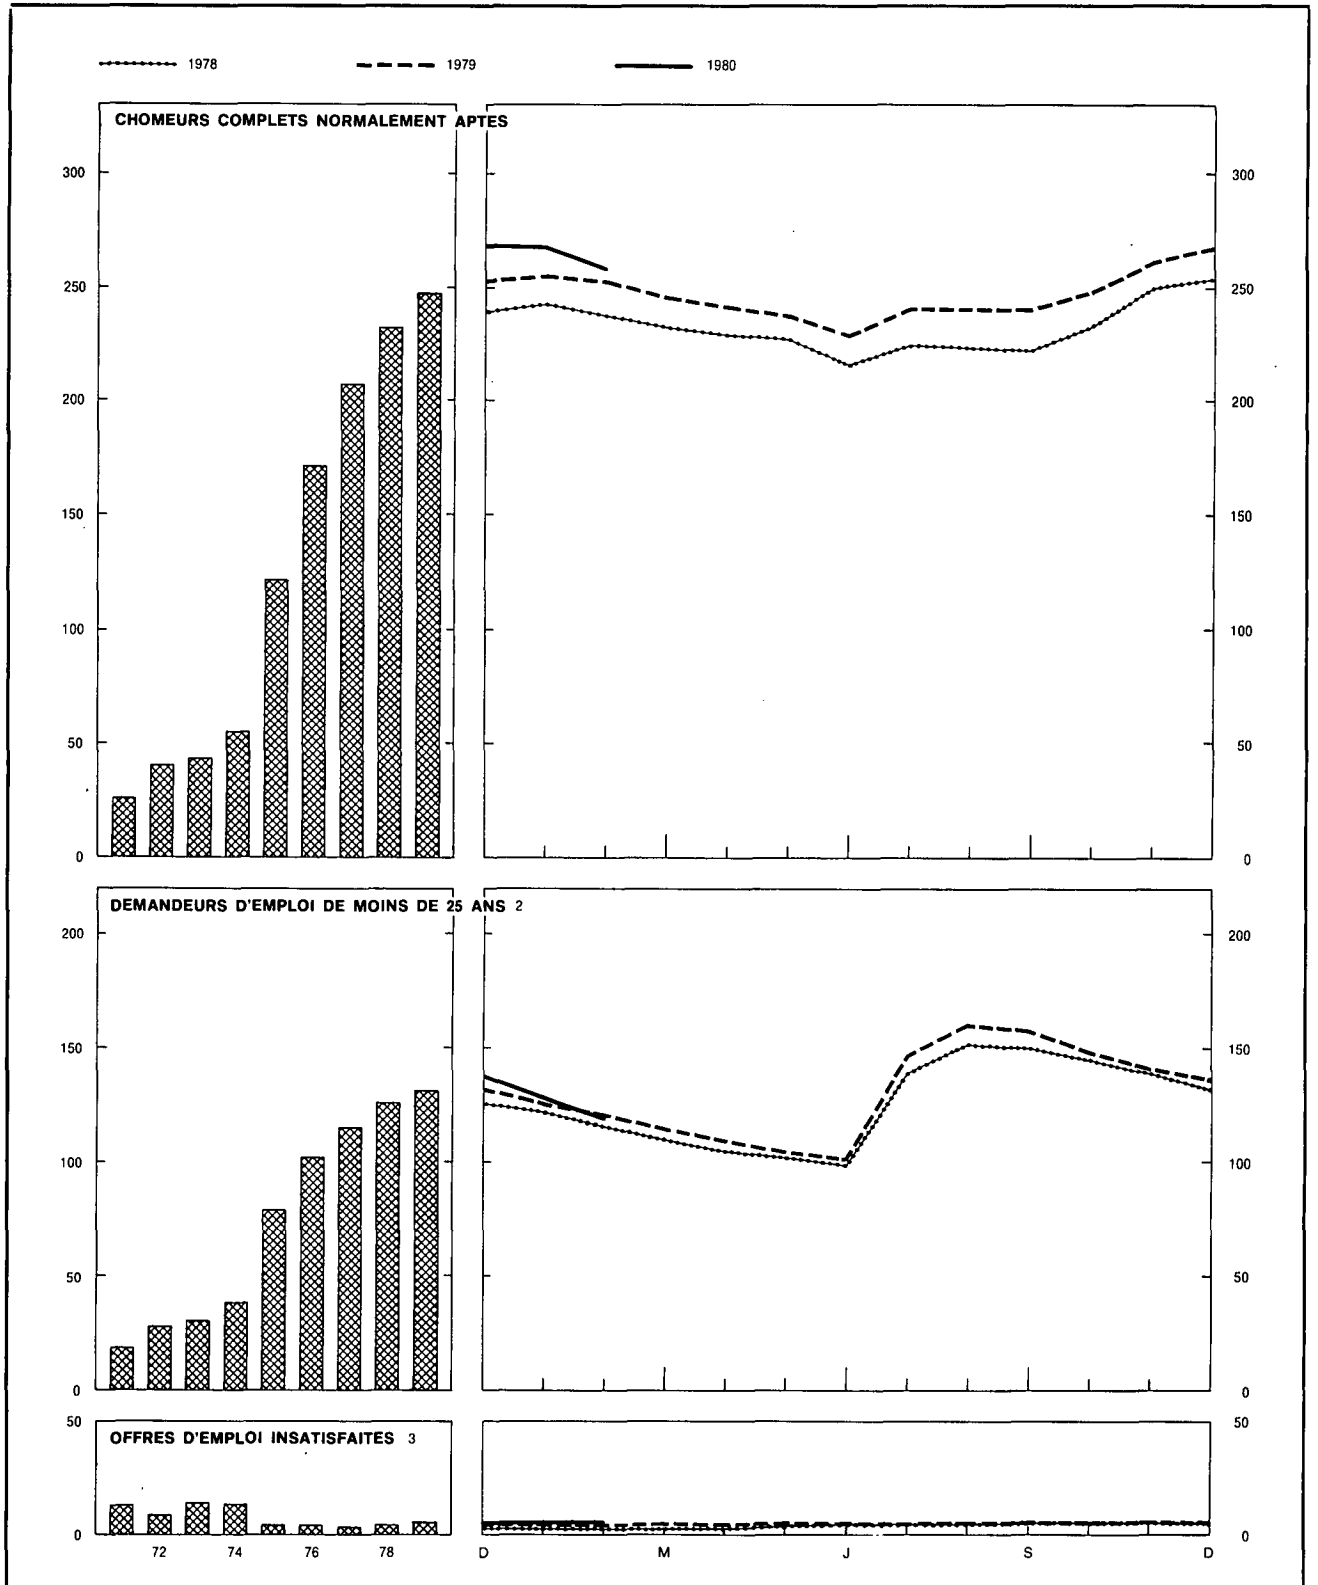 1978 1979 1980
CHOMEURS COMPLETS NORMALEMENT APTES
300 300
250 250
200 200
150 150
100 100
50 50
0 0
DEMANDEURS D'EMPLOI DE MOINS DE 25 ANS 2
200 200
150 150
100 100
50 50
0 0
50 50
OFFRES D'EMPLOI INSATISFAITES 3
0 0
72 74 76 78 D M J S D